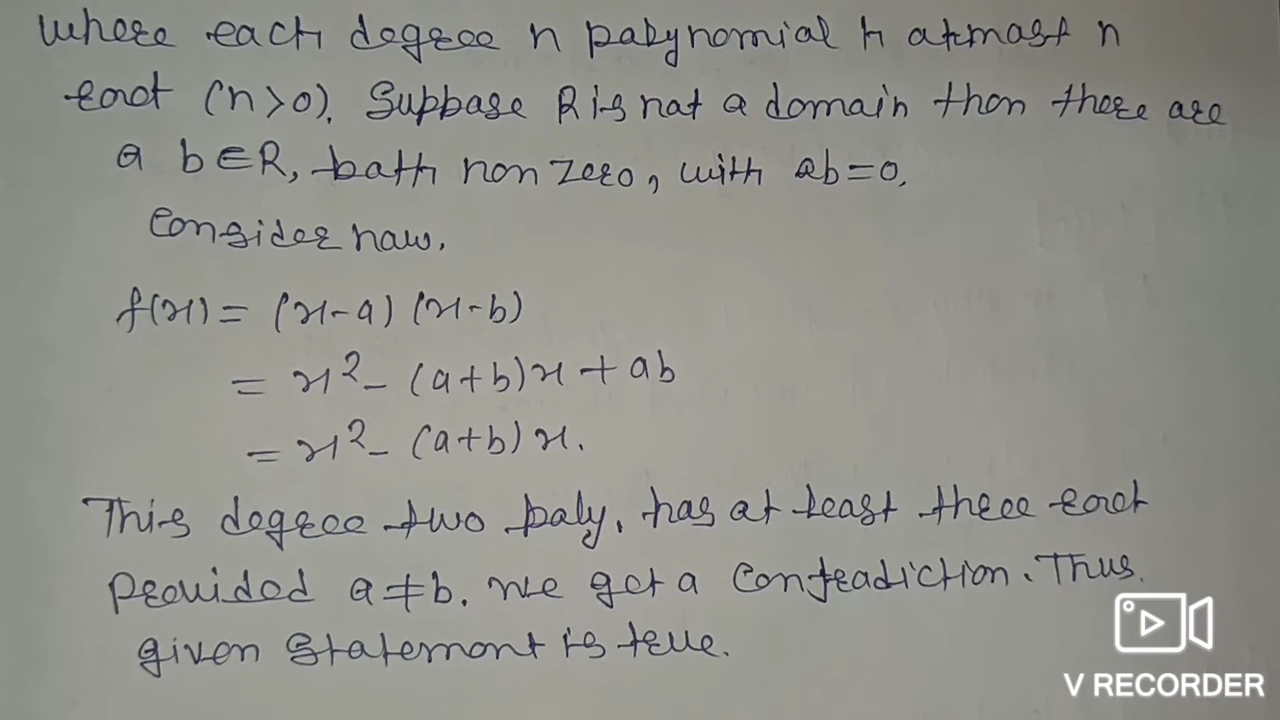 where each degree n polynomial h atmost n
root (n>0). Suppose R is not a domain then there are
a b∈R, both non zero, with ab=0.
Consider now.
f(x) = (x-a) (x-b)
= x² - (a+b)x + ab
= x² - (a+b)x.
This degree two poly. has at least three root
Provided a≠b. we get a Contradiction. Thus.
given statement is true.
V RECORDER